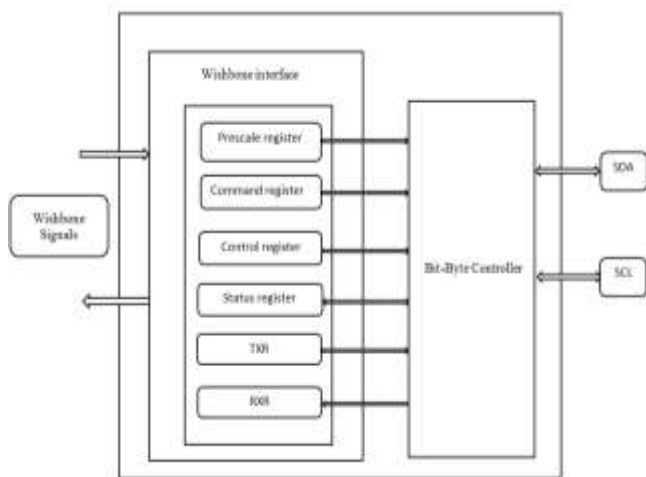 Wishbone interface
Prescale register
Command register
Control register
Status register
TXR
RXR
Wishbone
Signals
Bit-Byte Controller
SDA
SCL